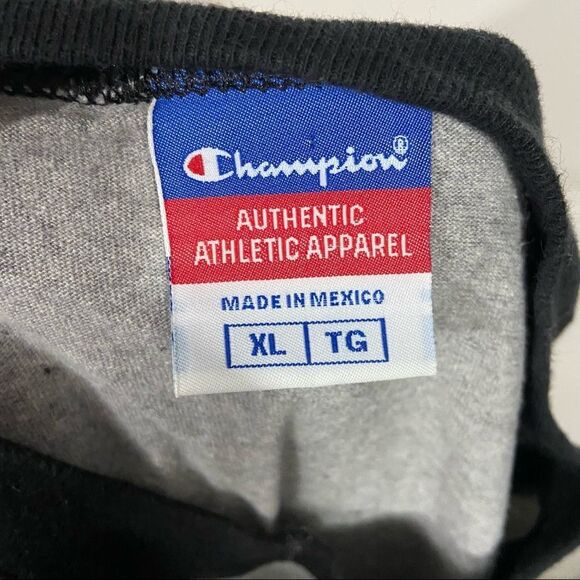 Champion®
AUTHENTIC
ATHLETIC APPAREL
MADE IN MEXICO
XL TG